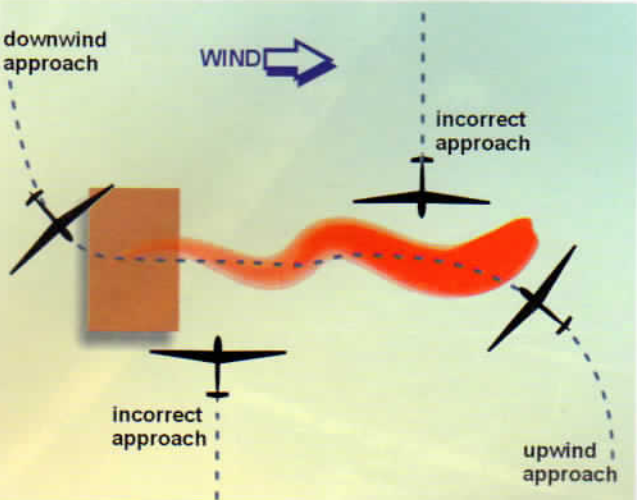 downwind
approach
WIND
incorrect
approach
incorrect
approach
upwind
approach